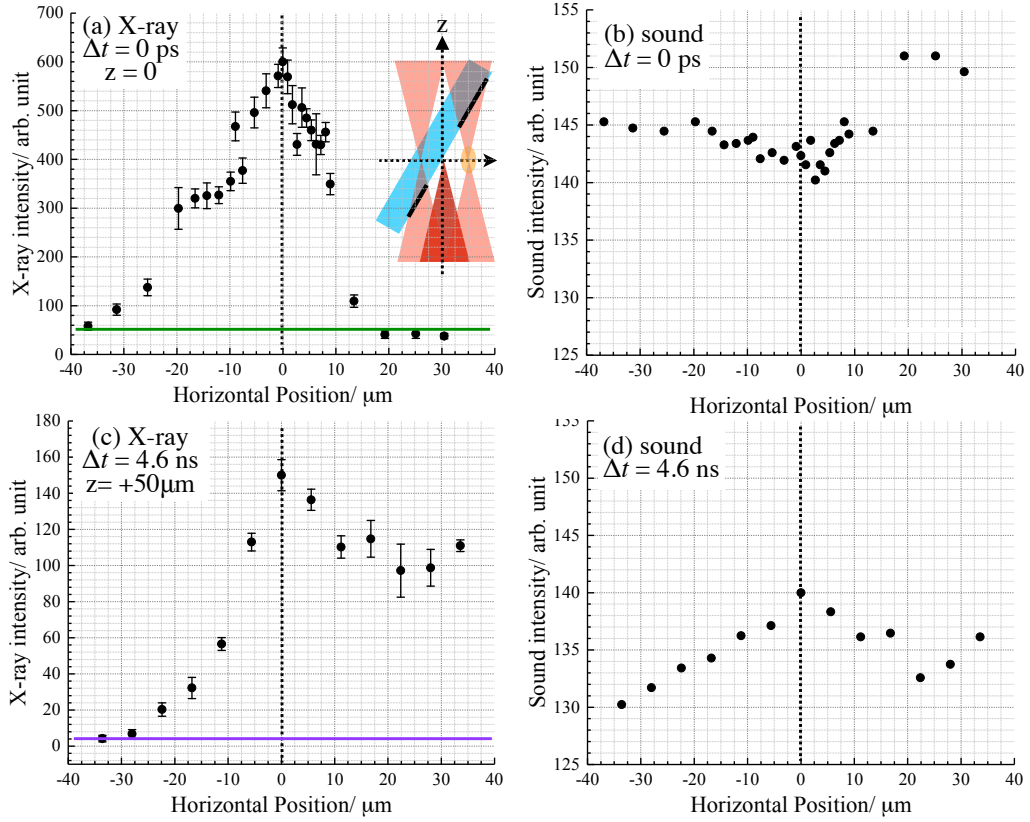 (a) X-ray
Δt = 0 ps
z = 0
z
X-ray intensity/ arb. unit
700
600
500
400
300
200
100
0
-40 -30 -20 -10 0 10 20 30 40
Horizontal Position/ μm
(b) sound
Δt = 0 ps
Sound intensity/ arb. unit
155
150
145
140
135
130
125
-40 -30 -20 -10 0 10 20 30 40
Horizontal Position/ μm
(c) X-ray
Δt = 4.6 ns
z= +50μm
X-ray intensity/ arb. unit
180
160
140
120
100
80
60
40
20
0
-40 -30 -20 -10 0 10 20 30 40
Horizontal Position/ μm
(d) sound
Δt = 4.6 ns
Sound intensity/ arb. unit
155
150
145
140
135
130
125
-40 -30 -20 -10 0 10 20 30 40
Horizontal Position/ μm